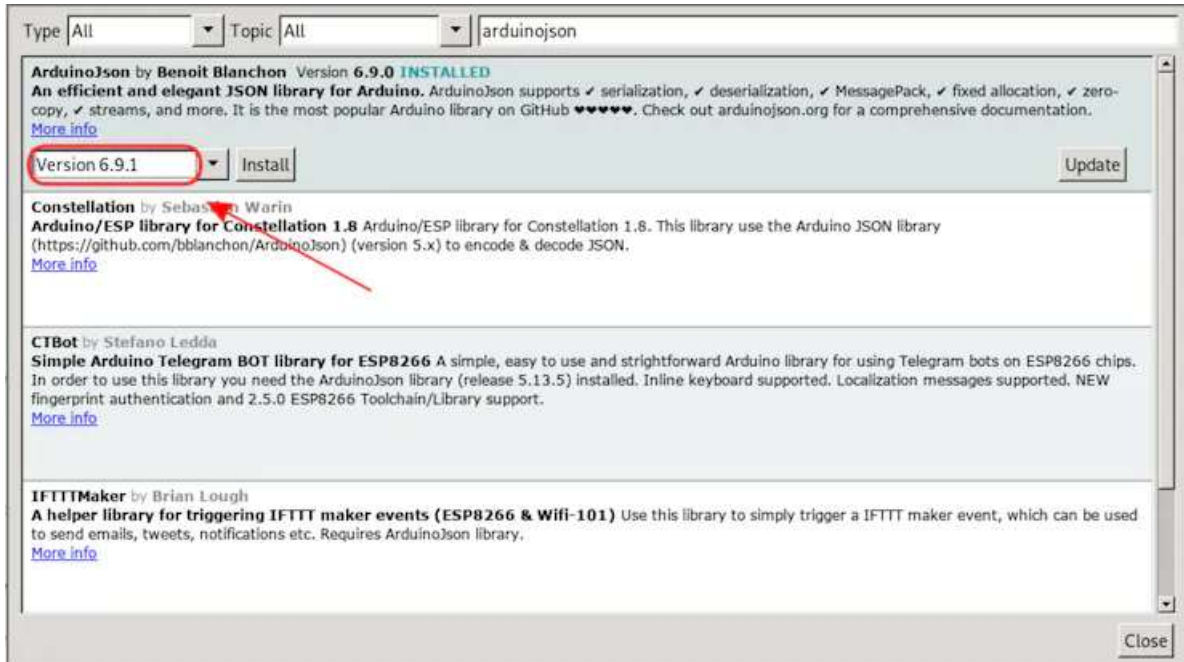 Type All Topic All arduinojson
ArduinoJson by Benoit Blanchon Version 6.9.0 INSTALLED
An efficient and elegant JSON library for Arduino. ArduinoJson supports ✔ serialization, ✔ deserialization, ✔ MessagePack, ✔ fixed allocation, ✔ zero-
copy, ✔ streams, and more. It is the most popular Arduino library on GitHub ♥♥♥♥♥. Check out arduinojson.org for a comprehensive documentation.
More info
Version 6.9.1 Install Update
Constellation by Sebastien Warin
Arduino/ESP library for Constellation 1.8 Arduino/ESP library for Constellation 1.8. This library use the Arduino JSON library
(https://github.com/bblanchon/ArduinoJson) (version 5.x) to encode & decode JSON.
More info
CTBot by Stefano Ledda
Simple Arduino Telegram BOT library for ESP8266 A simple, easy to use and strightforward Arduino library for using Telegram bots on ESP8266 chips.
In order to use this library you need the ArduinoJson library (release 5.13.5) installed. Inline keyboard supported. Localization messages supported. NEW
fingerprint authentication and 2.5.0 ESP8266 Toolchain/Library support.
More info
IFTTTMaker by Brian Lough
A helper library for triggering IFTTT maker events (ESP8266 & Wifi-101) Use this library to simply trigger a IFTTT maker event, which can be used
to send emails, tweets, notifications etc. Requires ArduinoJson library.
More info
Close